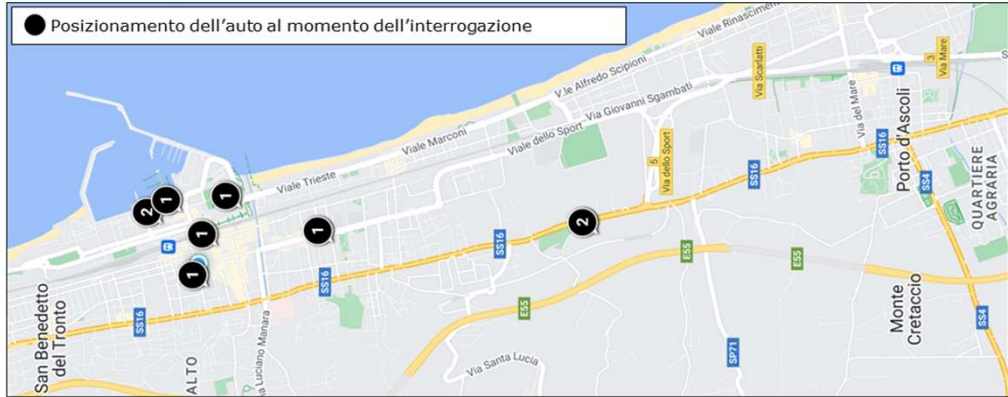 Posizionamento dell'auto al momento dell'interrogazione
Viale Rinasciment
V.le Alfredo Scipioni
Via Giovanni Sgambati
Viale Marconi
Viale dello Sport
Viale Trieste
Via Scarlatti
Via del Mare
3
Via Mare
S
Porto d'Ascoli
SS16
SS4
QUARTIERE
AGRARIA
5
Via dello Sport
SS16
2
1
1
1
1
2
1
SS16
SS16
SS16
E55
E55
E55
San Benedetto
del Tronto
ALTO
ia Luciano Manara
Via Santa Lucia
SP71
Monte
Cretaccio
SS4